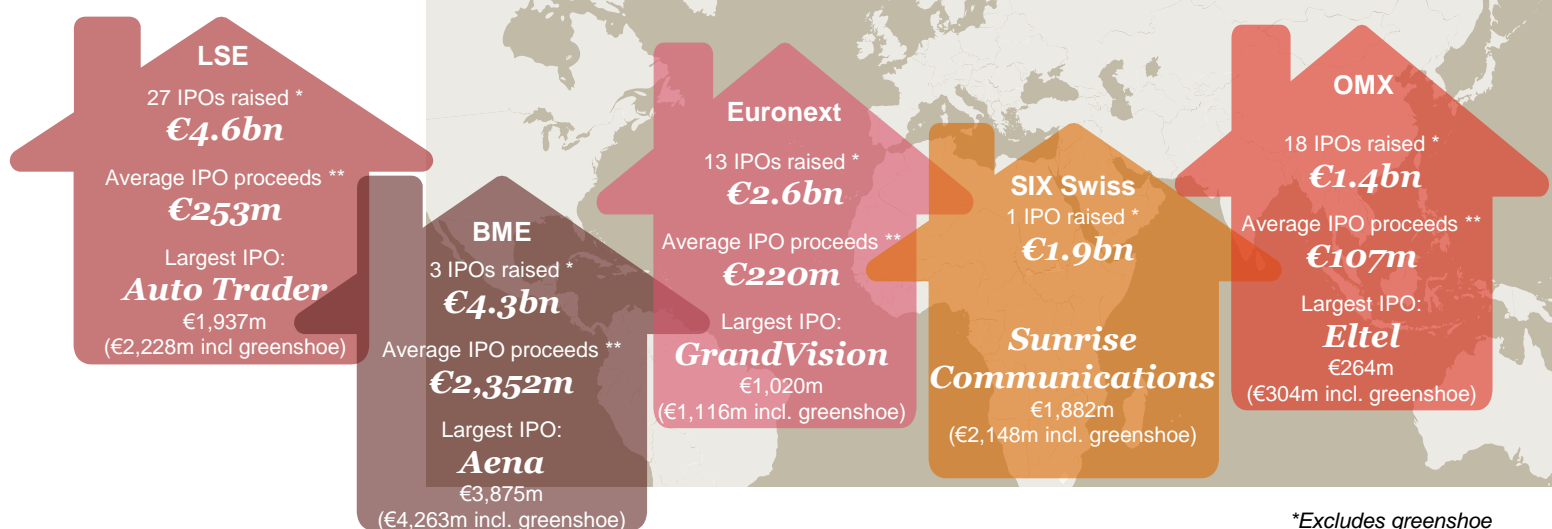 LSE
27 IPOs raised *
€4.6bn
Average IPO proceeds **
€253m
Largest IPO:
Auto Trader
€1,937m
(€2,228m incl greenshoe)
BME
3 IPOs raised *
€4.3bn
Average IPO proceeds **
€2,352m
Largest IPO:
Aena
€3,875m
(€4,263m incl. greenshoe)
Euronext
13 IPOs raised *
€2.6bn
Average IPO proceeds **
€220m
Largest IPO:
GrandVision
€1,020m
(€1,116m incl. greenshoe)
SIX Swiss
1 IPO raised *
€1.9bn
Sunrise
Communications
€1,882m
(€2,148m incl. greenshoe)
OMX
18 IPOs raised *
€1.4bn
Average IPO proceeds **
€107m
Largest IPO:
Eltel
€264m
(€304m incl. greenshoe)
*Excludes greenshoe